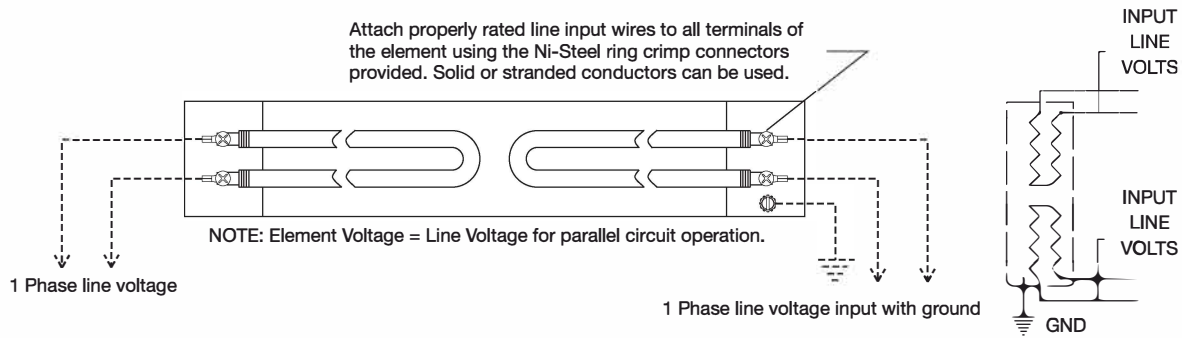 Attach properly rated line input wires to all terminals of
the element using the Ni-Steel ring crimp connectors
provided. Solid or stranded conductors can be used.
INPUT
LINE
VOLTS
NOTE: Element Voltage = Line Voltage for parallel circuit operation.
INPUT
LINE
VOLTS
1 Phase line voltage
1 Phase line voltage input with ground
GND